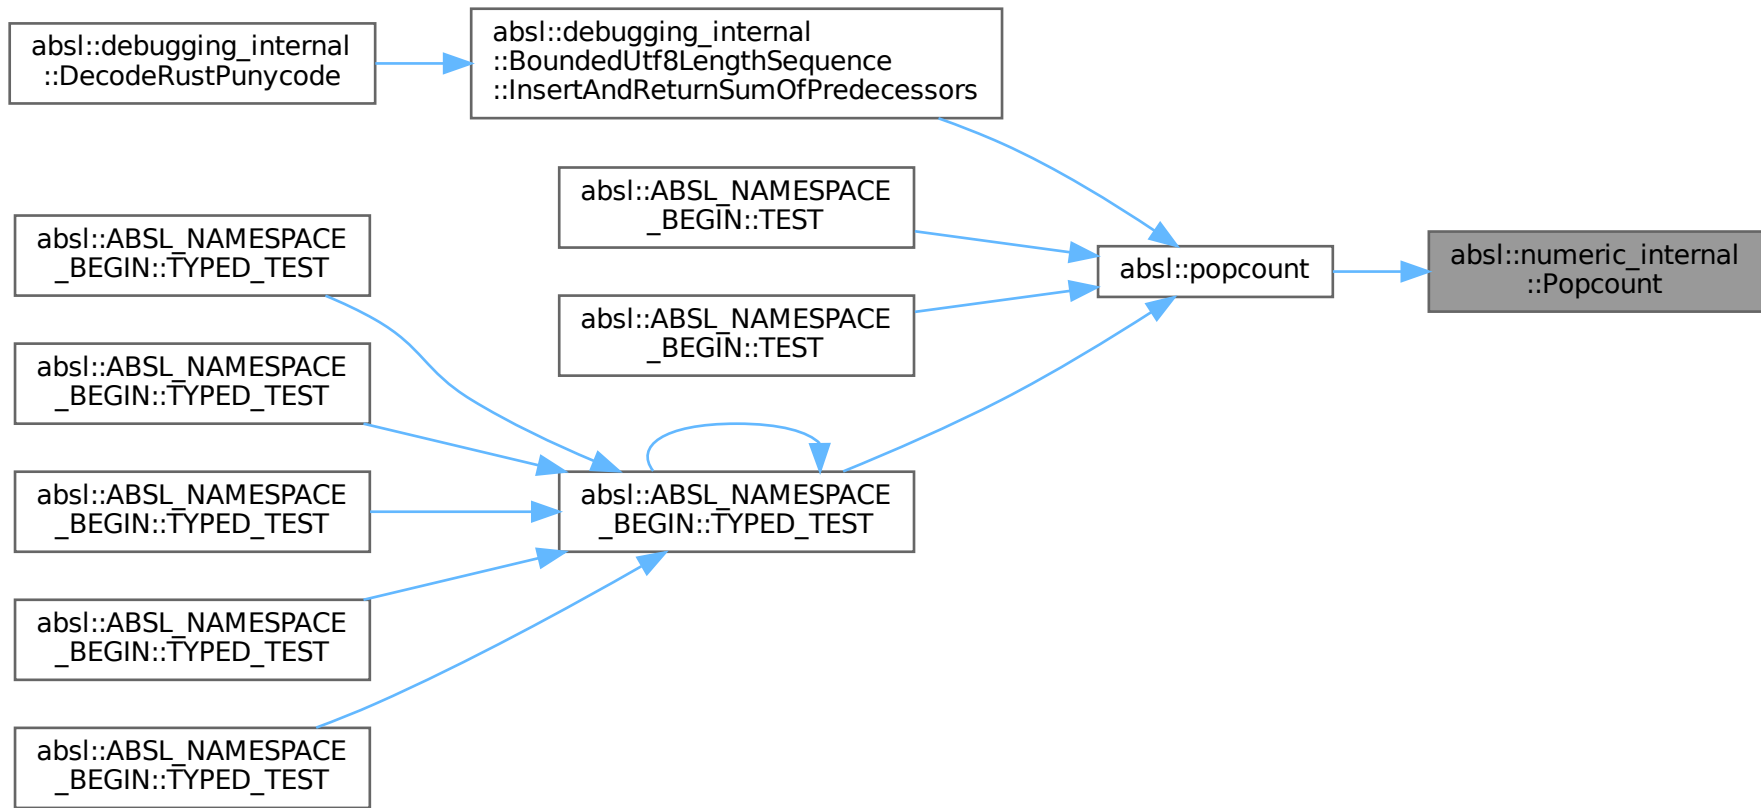 absl::debugging_internal
::DecodeRustPunycode
absl::debugging_internal
::BoundedUtf8LengthSequence
::InsertAndReturnSumOfPredecessors
absl::ABSL_NAMESPACE
_BEGIN::TEST
absl::ABSL_NAMESPACE
_BEGIN::TYPED_TEST
absl::popcount
absl::numeric_internal
::Popcount
absl::ABSL_NAMESPACE
_BEGIN::TEST
absl::ABSL_NAMESPACE
_BEGIN::TYPED_TEST
absl::ABSL_NAMESPACE
_BEGIN::TYPED_TEST
absl::ABSL_NAMESPACE
_BEGIN::TYPED_TEST
absl::ABSL_NAMESPACE
_BEGIN::TYPED_TEST
absl::ABSL_NAMESPACE
_BEGIN::TYPED_TEST